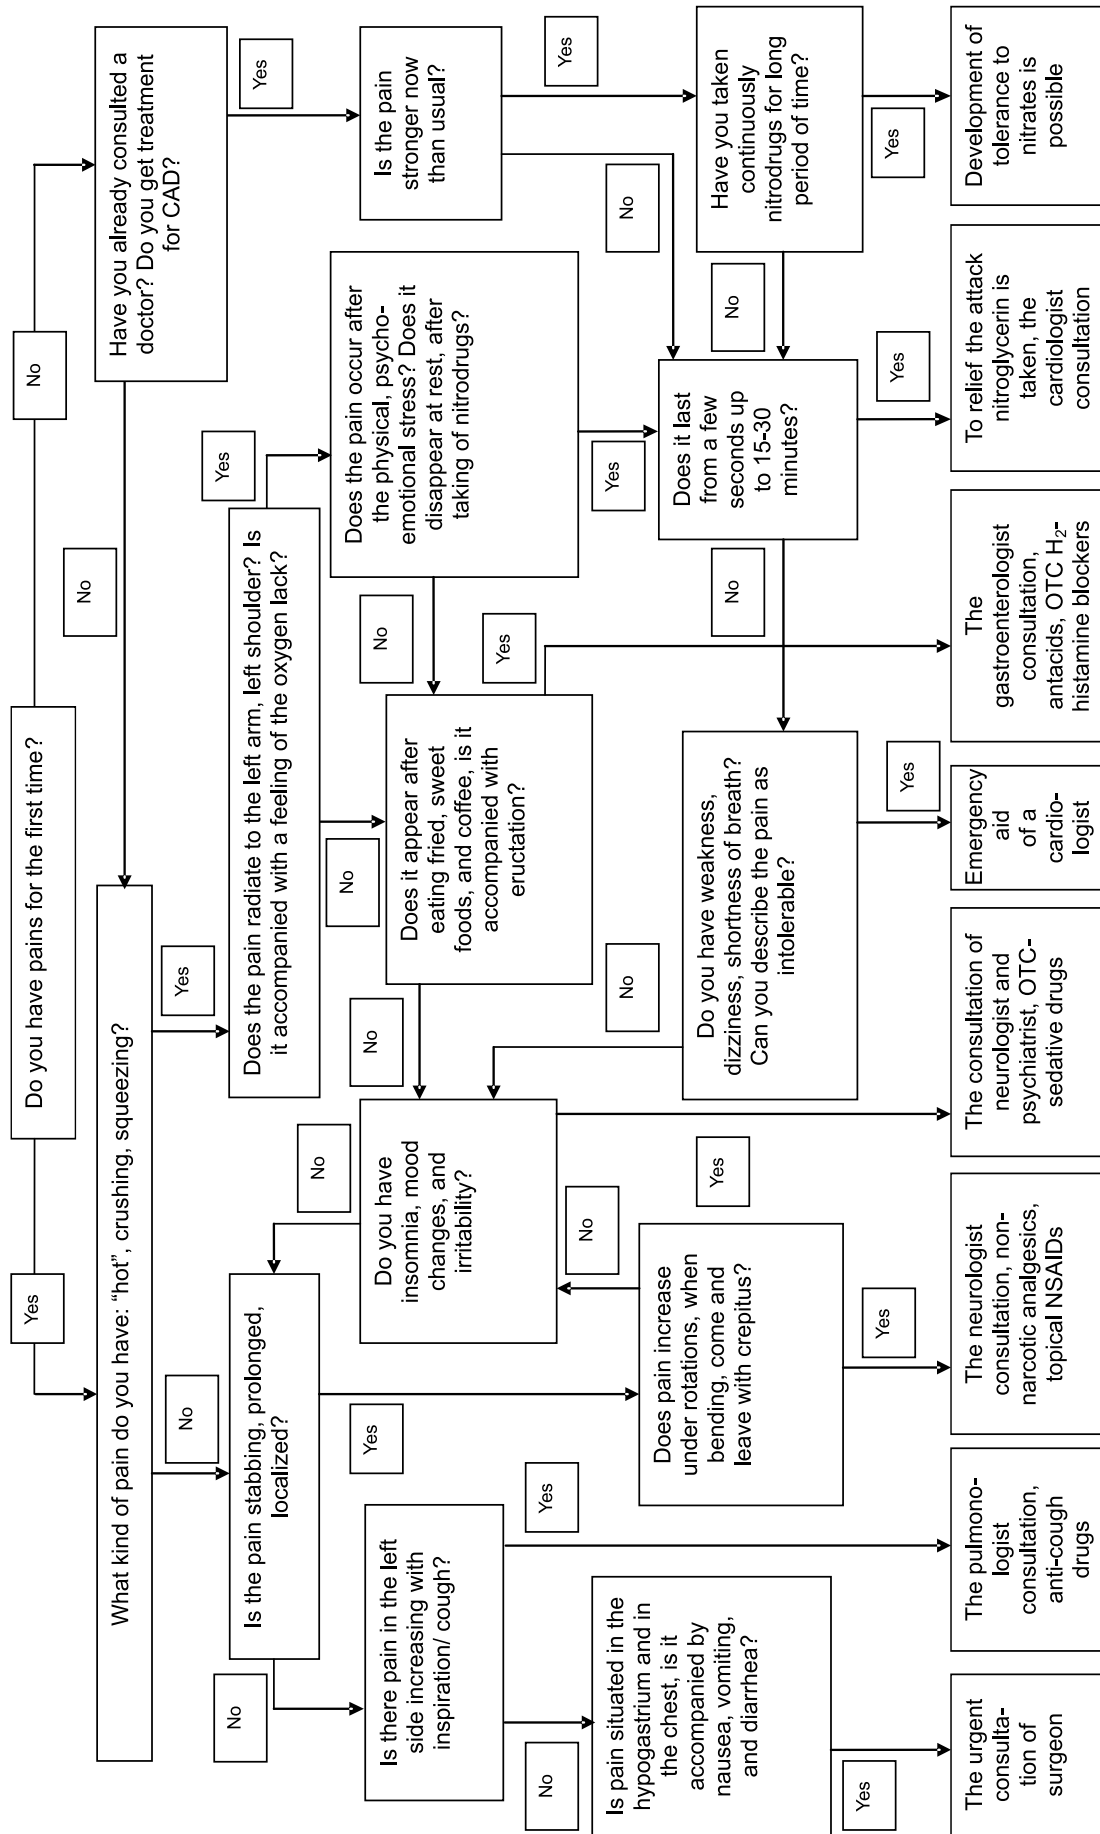 Do you have pains for the first time?
Yes
No
What kind of pain do you have: “hot”, crushing, squeezing?
No
Have you already consulted a
doctor? Do you get treatment
for CAD?
No
Yes
Yes
Yes
Is the pain stabbing, prolonged,
localized?
Does the pain radiate to the left arm, left shoulder? Is
it accompanied with a feeling of the oxygen lack?
No
Yes
No
No
No
Is there pain in the left
side increasing with
inspiration/ cough?
Do you have
insomnia, mood
changes, and
irritability?
No
Does it appear after
eating fried, sweet
foods, and coffee, is it
accompanied with
eructation?
No
Does the pain occur after
the physical, psycho-
emotional stress? Does it
disappear at rest, after
taking of nitrodrugs?
Is the pain
stronger now
than usual?
Yes
No
Yes
No
Yes
Yes
No
No
Is pain situated in the
hypogastrium and in
the chest, is it
accompanied by
nausea, vomiting,
and diarrhea?
Does pain increase
under rotations, when
bending, come and
leave with crepitus?
Yes
Do you have weakness,
dizziness, shortness of breath?
Can you describe the pain as
intolerable?
No
Does it last
from a few
seconds up
to 15-30
minutes?
No
Have you taken
continuously
nitrodrugs for long
period of time?
Yes
Yes
Yes
Yes
Yes
The urgent
consulta-
tion of
surgeon
The pulmono-
logist
consultation,
anti-cough
drugs
The neurologist
consultation, non-
narcotic analgesics,
topical NSAIDs
The consultation of
neurologist and
psychiatrist, OTC-
sedative drugs
Emergency
aid
of a
cardio-
logist
The
gastroenterologist
consultation,
antacids, OTC H₂-
histamine blockers
To relief the attack
nitroglycerin is
taken, the
cardiologist
consultation
Development of
tolerance to
nitrates is
possible